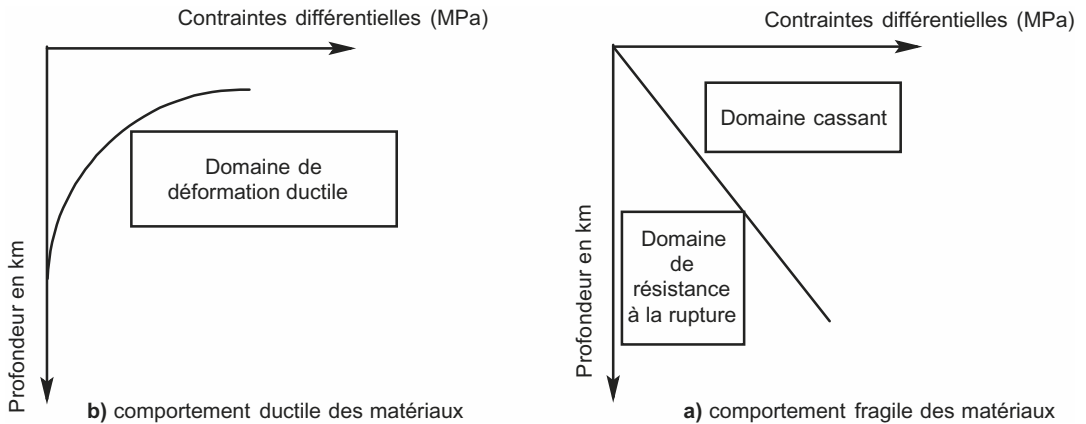 Contraintes différentielles (MPa)
Profondeur en km
Domaine de
déformation ductile
b) comportement ductile des matériaux
Contraintes différentielles (MPa)
Profondeur en km
Domaine cassant
Domaine
de
résistance
à la rupture
a) comportement fragile des matériaux